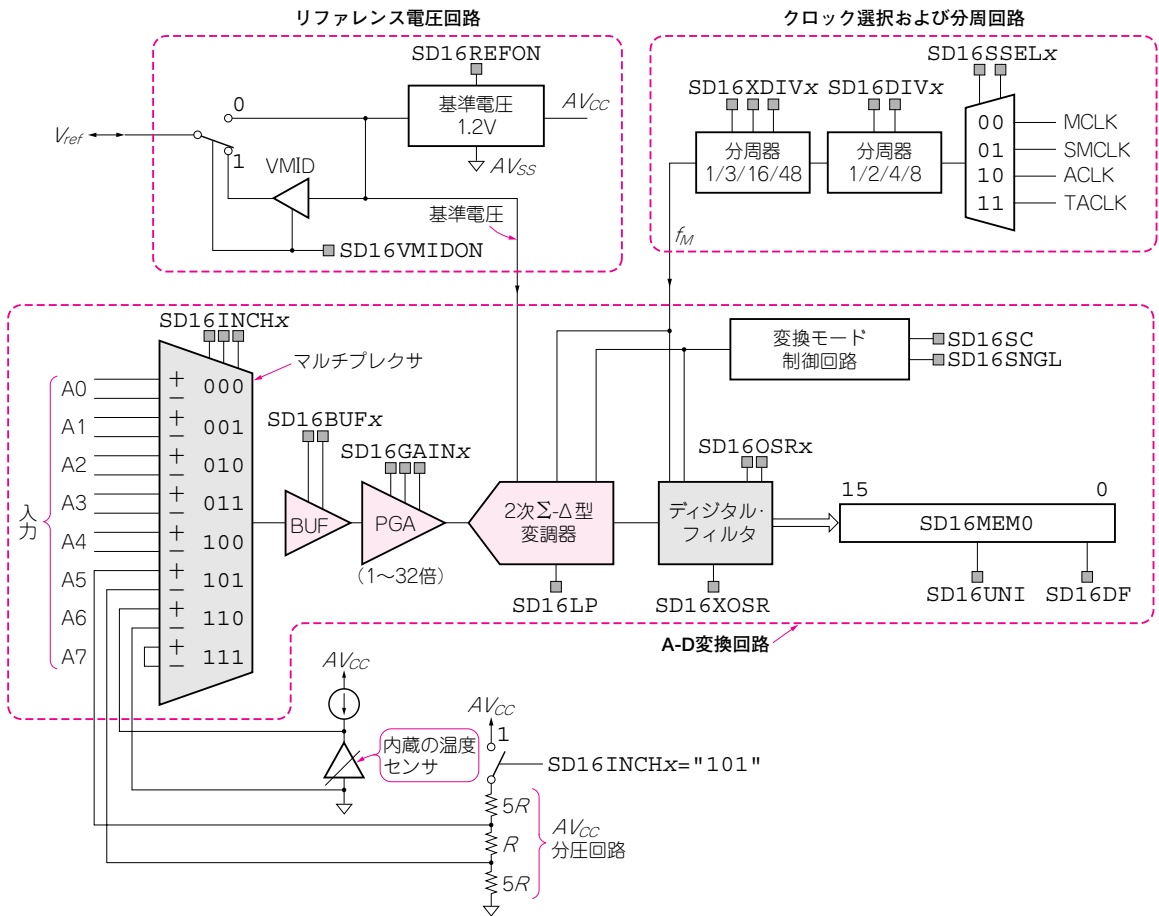 リファレンス電圧回路
SD16REFON
基準電圧
1.2V
AVCC
AVSS
Vref
0
1
VMID
基準電圧
SD16VMIDON
クロック選択および分周回路
SD16SSELx
SD16XDIVx
SD16DIVx
分周器
1/3/16/48
分周器
1/2/4/8
00
01
10
11
MCLK
SMCLK
ACLK
TACLK
fM
SD16INCHx
マルチプレクサ
入力
A0
A1
A2
A3
A4
A5
A6
A7
+
−
000
+
−
001
+
−
010
+
−
011
+
−
100
+
−
101
+
−
110
+
−
111
SD16BUFx
BUF
SD16GAINx
PGA
(1〜32倍)
2次Σ-Δ型
変調器
SD16LP
変換モード
制御回路
SD16SC
SD16SNGL
SD16OSRx
ディジタル・
フィルタ
SD16XOSR
15
0
SD16MEM0
SD16UNI
SD16DF
A-D変換回路
AVCC
内蔵の温度
センサ
AVCC
1
SD16INCHx="101"
5R
R
5R
AVCC
分圧回路